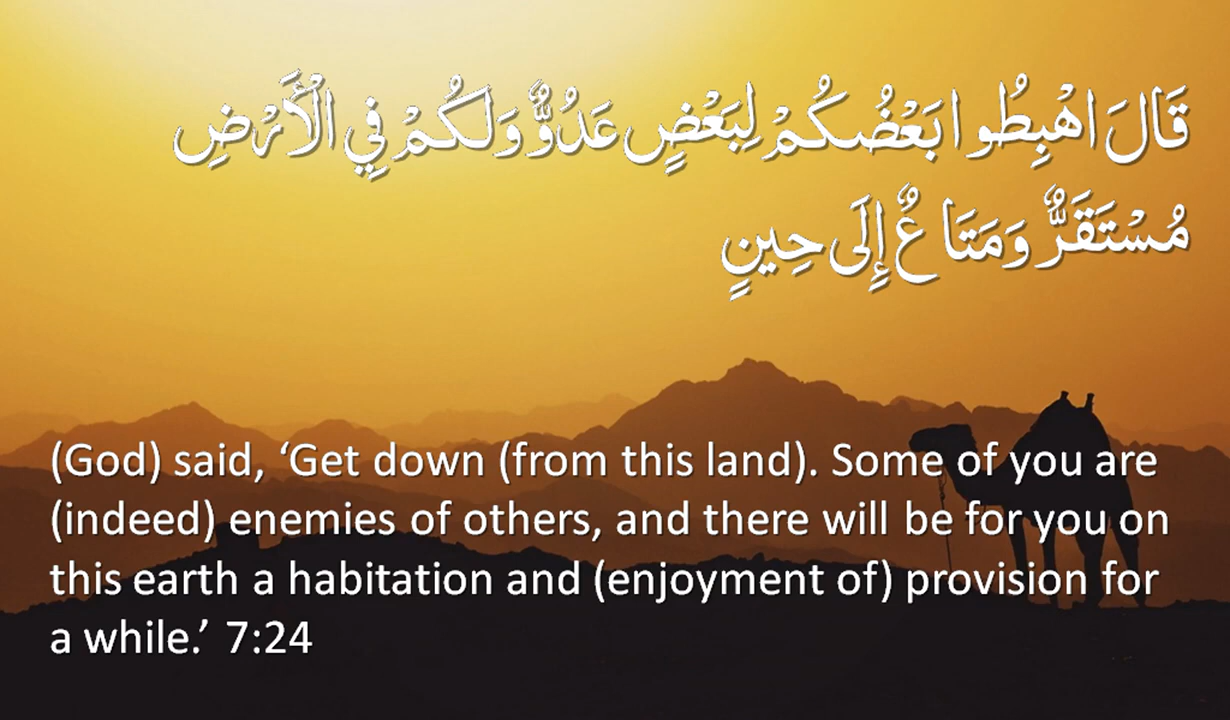 قَالَ اهْبِطُوا بَعْضُكُمْ لِبَعْضٍ عَدُوٌّ وَلَكُمْ فِي الْأَرْضِ
مُسْتَقَرٌّ وَمَتَاعٌ إِلَى حِينٍ
(God) said, ‘Get down (from this land). Some of you are
(indeed) enemies of others, and there will be for you on
this earth a habitation and (enjoyment of) provision for
a while.’ 7:24